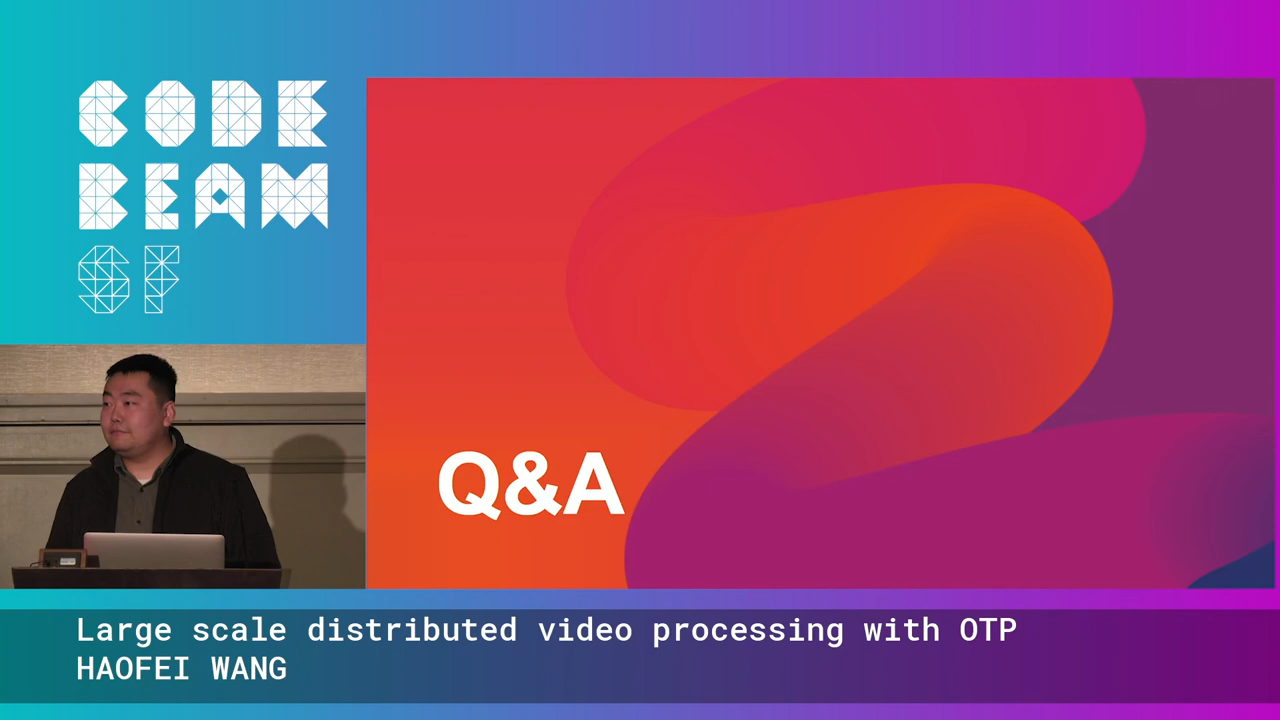 CODE
BEAM
SF
Q&A
Large scale distributed video processing with OTP
HAOFEI WANG